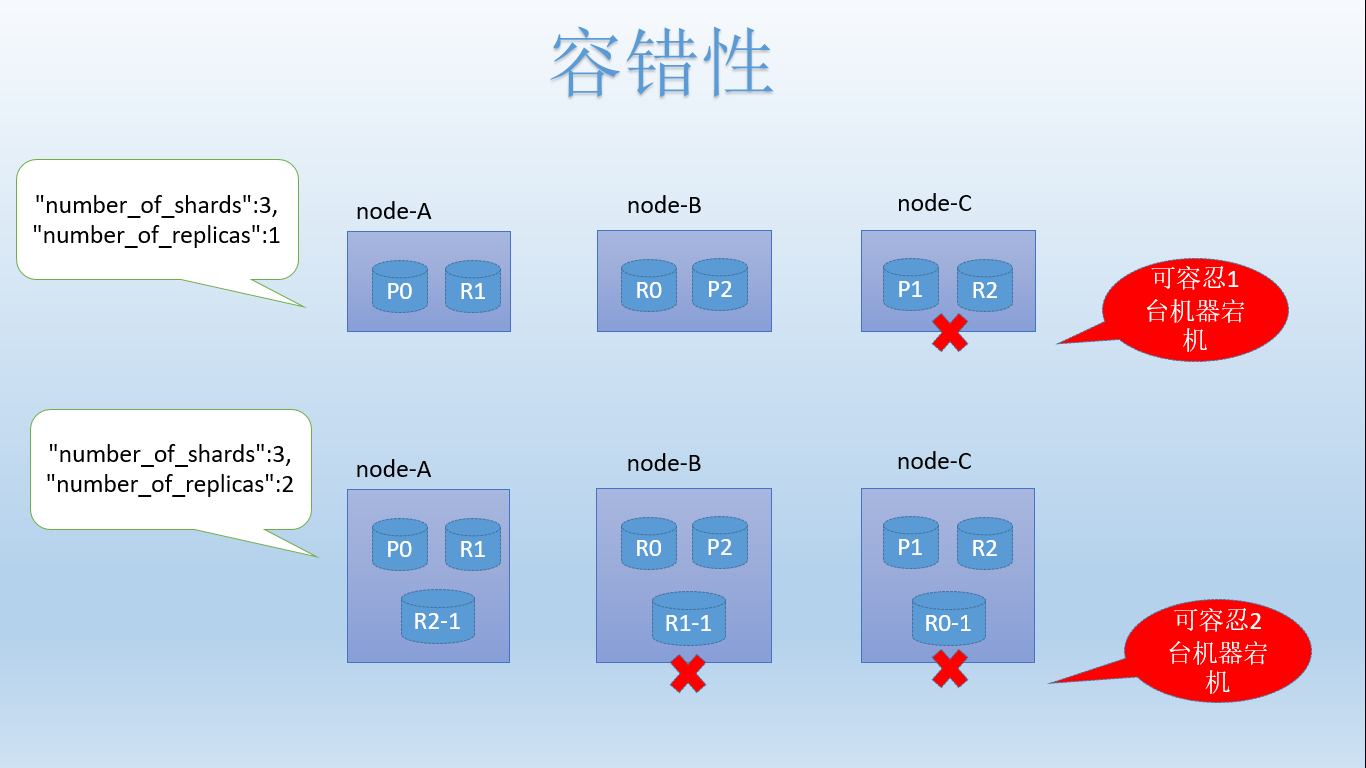 容错性
"number_of_shards":3,
"number_of_replicas":1
node-A
node-B
node-C
P0
R1
R0
P2
P1
R2
可容忍1
台机器宕
机
"number_of_shards":3,
"number_of_replicas":2
node-A
node-B
node-C
P0
R1
R0
P2
P1
R2
R2-1
R1-1
R0-1
可容忍2
台机器宕
机